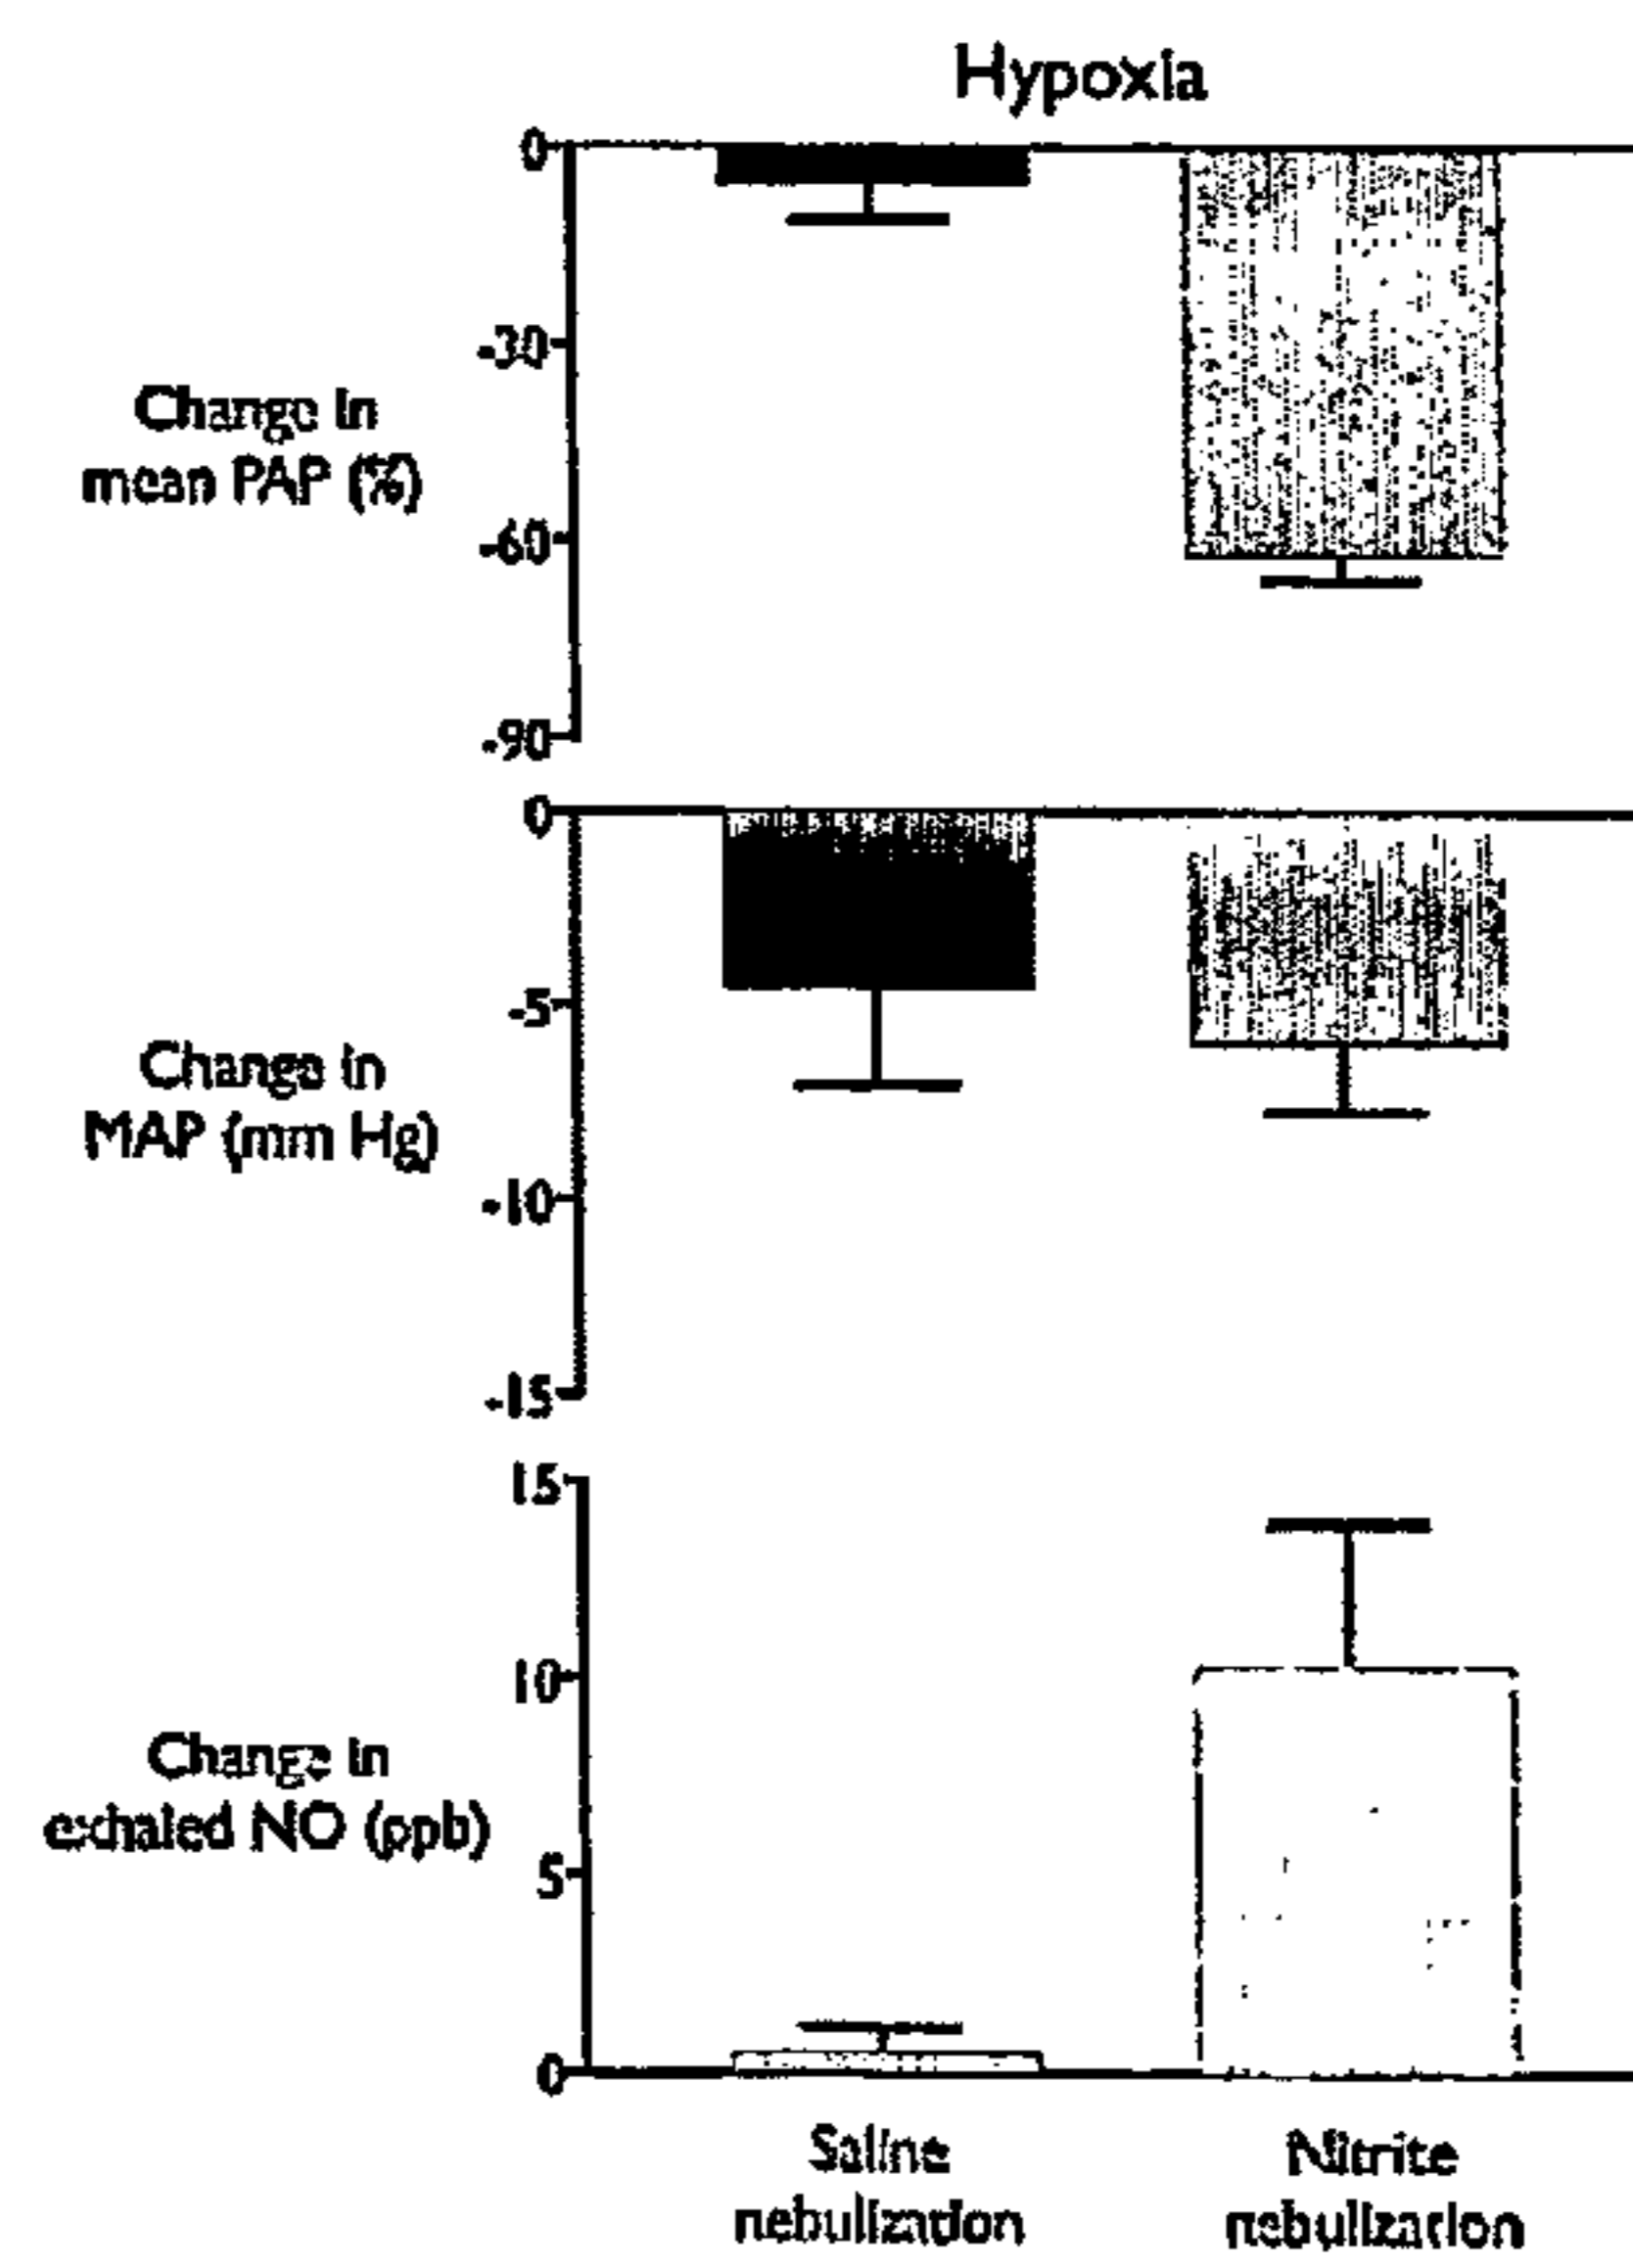 Hypoxia
0
-30
Change in
mean PAP (%)
-60
-90
0
-5
Change in
MAP (mm Hg)
-10
-15
15
10
Change in
exhaled NO (ppb)
5
0
Saline
nebulization
Nitrite
nebulization